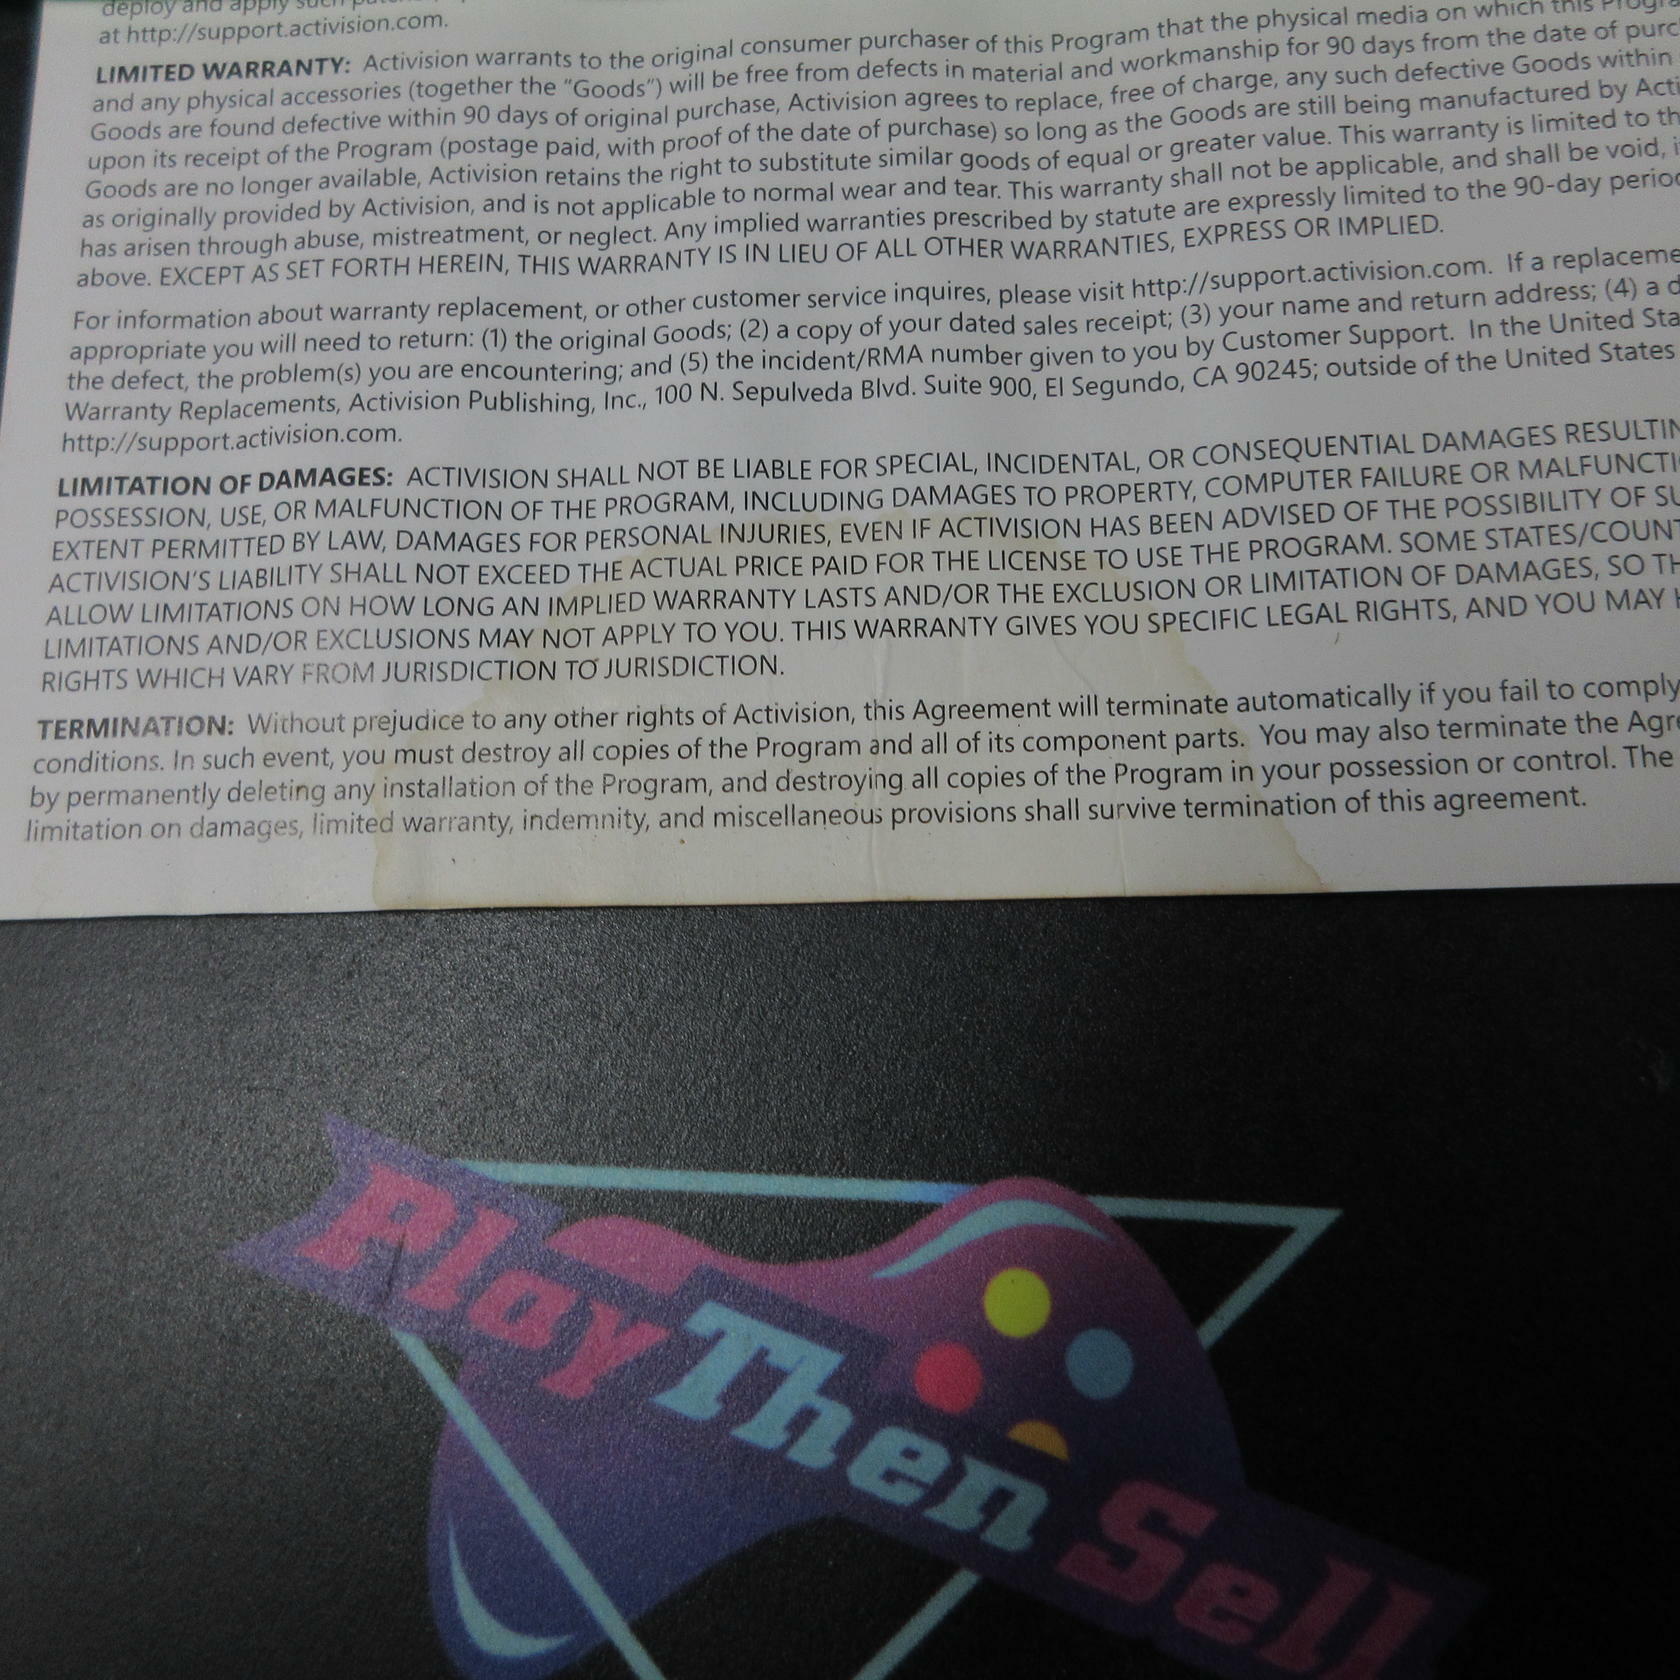 deploy and apply such
at http://support.activision.com.
LIMITED WARRANTY: Activision warrants to the original consumer purchaser of this Program that the physical media on which this
and any physical accessories (together the "Goods") will be free from defects in material and workmanship for 90 days from the date of
Goods are found defective within 90 days of original purchase, Activision agrees to replace, free of charge, any such defective Goods within
upon its receipt of the Program (postage paid, with proof of the date of purchase) so long as the Goods are still being manufactured by
Goods are no longer available, Activision retains the right to substitute similar goods of equal or greater value. This warranty is limited to
as originally provided by Activision, and is not applicable to normal wear and tear. This warranty shall not be applicable, and shall be void,
has arisen through abuse, mistreatment, or neglect. Any implied warranties prescribed by statute are expressly limited to the 90-day period
above. EXCEPT AS SET FORTH HEREIN, THIS WARRANTY IS IN LIEU OF ALL OTHER WARRANTIES, EXPRESS OR IMPLIED.
For information about warranty replacement, or other customer service inquires, please visit http://support.activision.com. If a
appropriate you will need to return: (1) the original Goods; (2) a copy of your dated sales receipt; (3) your name and return address; (4) a
the defect, the problem(s) you are encountering; and (5) the incident/RMA number given to you by Customer Support. In the United
Warranty Replacements, Activision Publishing, Inc., 100 N. Sepulveda Blvd. Suite 900, El Segundo, CA 90245; outside of the United States
http://support.activision.com.
LIMITATION OF DAMAGES: ACTIVISION SHALL NOT BE LIABLE FOR SPECIAL, INCIDENTAL, OR CONSEQUENTIAL DAMAGES
POSSESSION, USE, OR MALFUNCTION OF THE PROGRAM, INCLUDING DAMAGES TO PROPERTY, COMPUTER FAILURE OR
EXTENT PERMITTED BY LAW, DAMAGES FOR PERSONAL INJURIES, EVEN IF ACTIVISION HAS BEEN ADVISED OF THE POSSIBILITY OF
ACTIVISION'S LIABILITY SHALL NOT EXCEED THE ACTUAL PRICE PAID FOR THE LICENSE TO USE THE PROGRAM. SOME
ALLOW LIMITATIONS ON HOW LONG AN IMPLIED WARRANTY LASTS AND/OR THE EXCLUSION OR LIMITATION OF DAMAGES, SO
LIMITATIONS AND/OR EXCLUSIONS MAY NOT APPLY TO YOU. THIS WARRANTY GIVES YOU SPECIFIC LEGAL RIGHTS, AND YOU MAY
RIGHTS WHICH VARY FROM JURISDICTION TO JURISDICTION.
TERMINATION: Without prejudice to any other rights of Activision, this Agreement will terminate automatically if you fail to comply
conditions. In such event, you must destroy all copies of the Program and all of its component parts. You may also terminate the
by permanently deleting any installation of the Program, and destroying all copies of the Program in your possession or control. The
limitation on damages, limited warranty, indemnity, and miscellaneous provisions shall survive termination of this agreement.
Play Then Sell